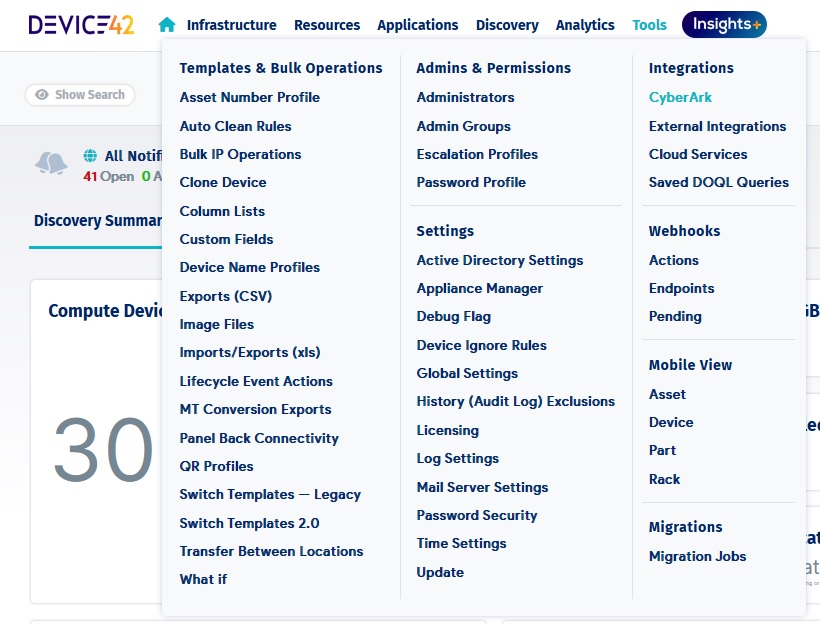 DEVICE42
Infrastructure
Resources
Applications
Discovery
Analytics
Tools
Insights+
Show Search
All Notif
41 Open 0 A
Discovery Summar
Compute Devic
30
Templates & Bulk Operations
Asset Number Profile
Auto Clean Rules
Bulk IP Operations
Clone Device
Column Lists
Custom Fields
Device Name Profiles
Exports (CSV)
Image Files
Imports/Exports (xls)
Lifecycle Event Actions
MT Conversion Exports
Panel Back Connectivity
QR Profiles
Switch Templates — Legacy
Switch Templates 2.0
Transfer Between Locations
What if
Admins & Permissions
Administrators
Admin Groups
Escalation Profiles
Password Profile
Settings
Active Directory Settings
Appliance Manager
Debug Flag
Device Ignore Rules
Global Settings
History (Audit Log) Exclusions
Licensing
Log Settings
Mail Server Settings
Password Security
Time Settings
Update
Integrations
CyberArk
External Integrations
Cloud Services
Saved DOQL Queries
Webhooks
Actions
Endpoints
Pending
Mobile View
Asset
Device
Part
Rack
Migrations
Migration Jobs